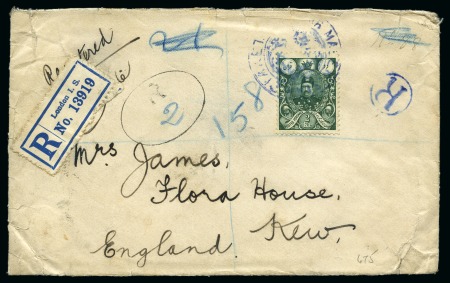 Registered
London I.S.
R No. 13919
R
2
158
R
Mrs James,
Flora House,
Kew.
England.